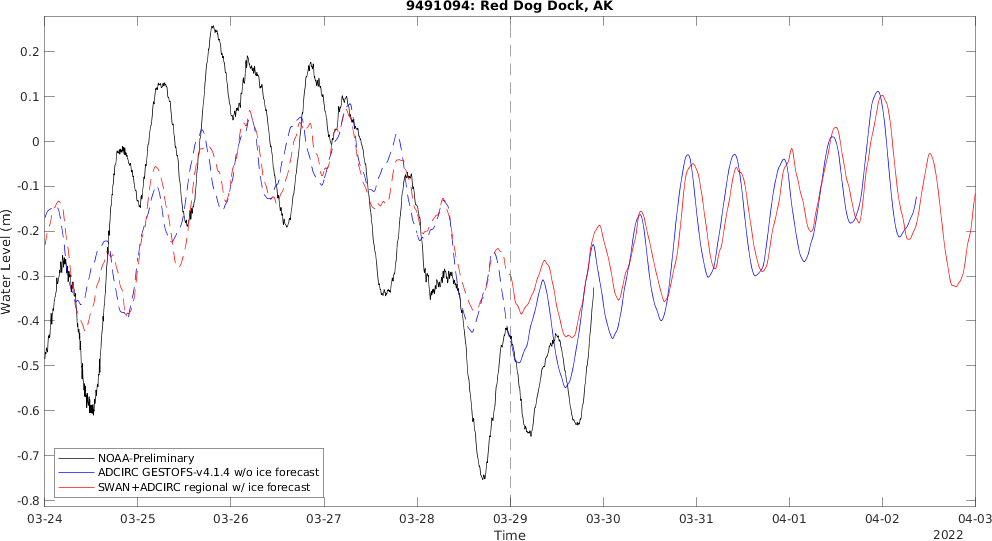 9491094: Red Dog Dock, AK
Water Level (m)
0.2
0.1
0
-0.1
-0.2
-0.3
-0.4
-0.5
-0.6
-0.7
-0.8
NOAA-Preliminary
ADCIRC GESTOFS-v4.1.4 w/o ice forecast
SWAN+ADCIRC regional w/ ice forecast
03-24 03-25 03-26 03-27 03-28 03-29 03-30 03-31 04-01 04-02 04-03
Time
2022